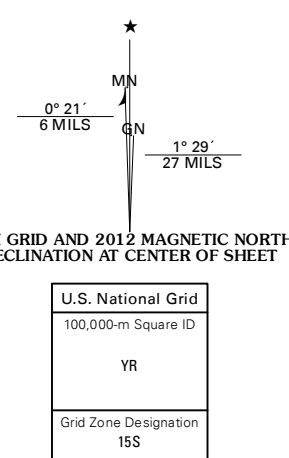 ★
MN
0° 21´
6 MILS
GN
1° 29´
27 MILS
GRID AND 2012 MAGNETIC NORTH
ECLINATION AT CENTER OF SHEET
U.S. National Grid
100,000-m Square ID
YR
Grid Zone Designation
15S